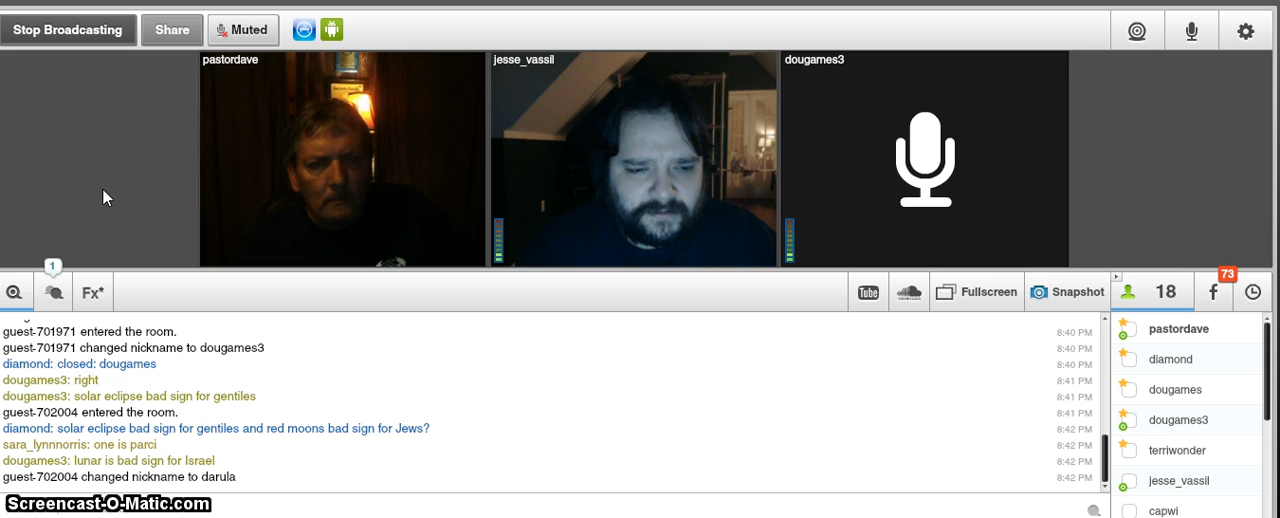 Stop Broadcasting
Share
Muted
pastordave
jesse_vassil
dougames3
1
Fx*
Tube
Fullscreen
Snapshot
18
73
guest-701971 entered the room. 8:40 PM
guest-701971 changed nickname to dougames3 8:40 PM
diamond: closed: dougames 8:40 PM
dougames3: right 8:41 PM
dougames3: solar eclipse bad sign for gentiles 8:41 PM
guest-702004 entered the room. 8:41 PM
diamond: solar eclipse bad sign for gentiles and red moons bad sign for Jews? 8:42 PM
sara_lynnnorris: one is parci 8:42 PM
dougames3: lunar is bad sign for Israel 8:42 PM
guest-702004 changed nickname to darula 8:42 PM
pastordave
diamond
dougames
dougames3
terriwonder
jesse_vassil
capwi
Screencast-O-Matic.com